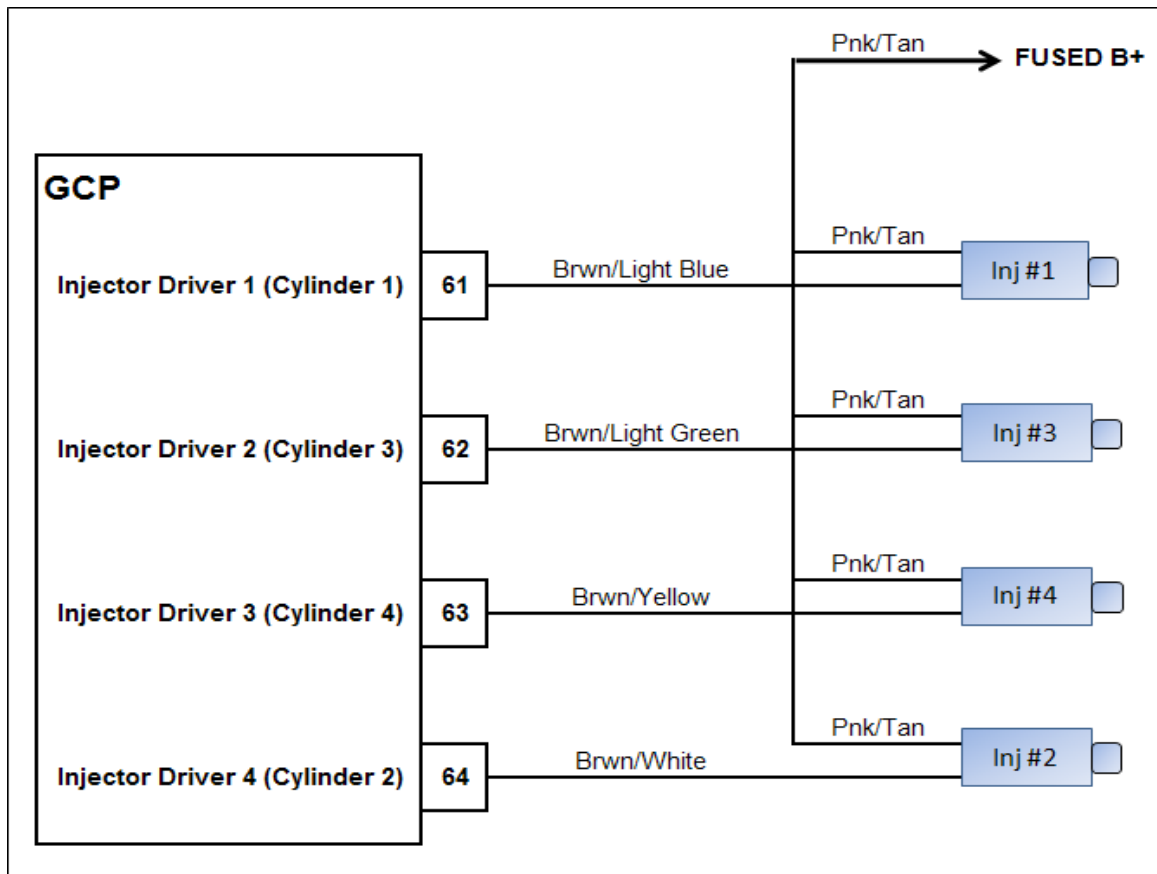 Pnk/Tan
FUSED B+
GCP
Injector Driver 1 (Cylinder 1)
61
Brwn/Light Blue
Pnk/Tan
Inj #1
Injector Driver 2 (Cylinder 3)
62
Brwn/Light Green
Pnk/Tan
Inj #3
Injector Driver 3 (Cylinder 4)
63
Brwn/Yellow
Pnk/Tan
Inj #4
Injector Driver 4 (Cylinder 2)
64
Brwn/White
Pnk/Tan
Inj #2